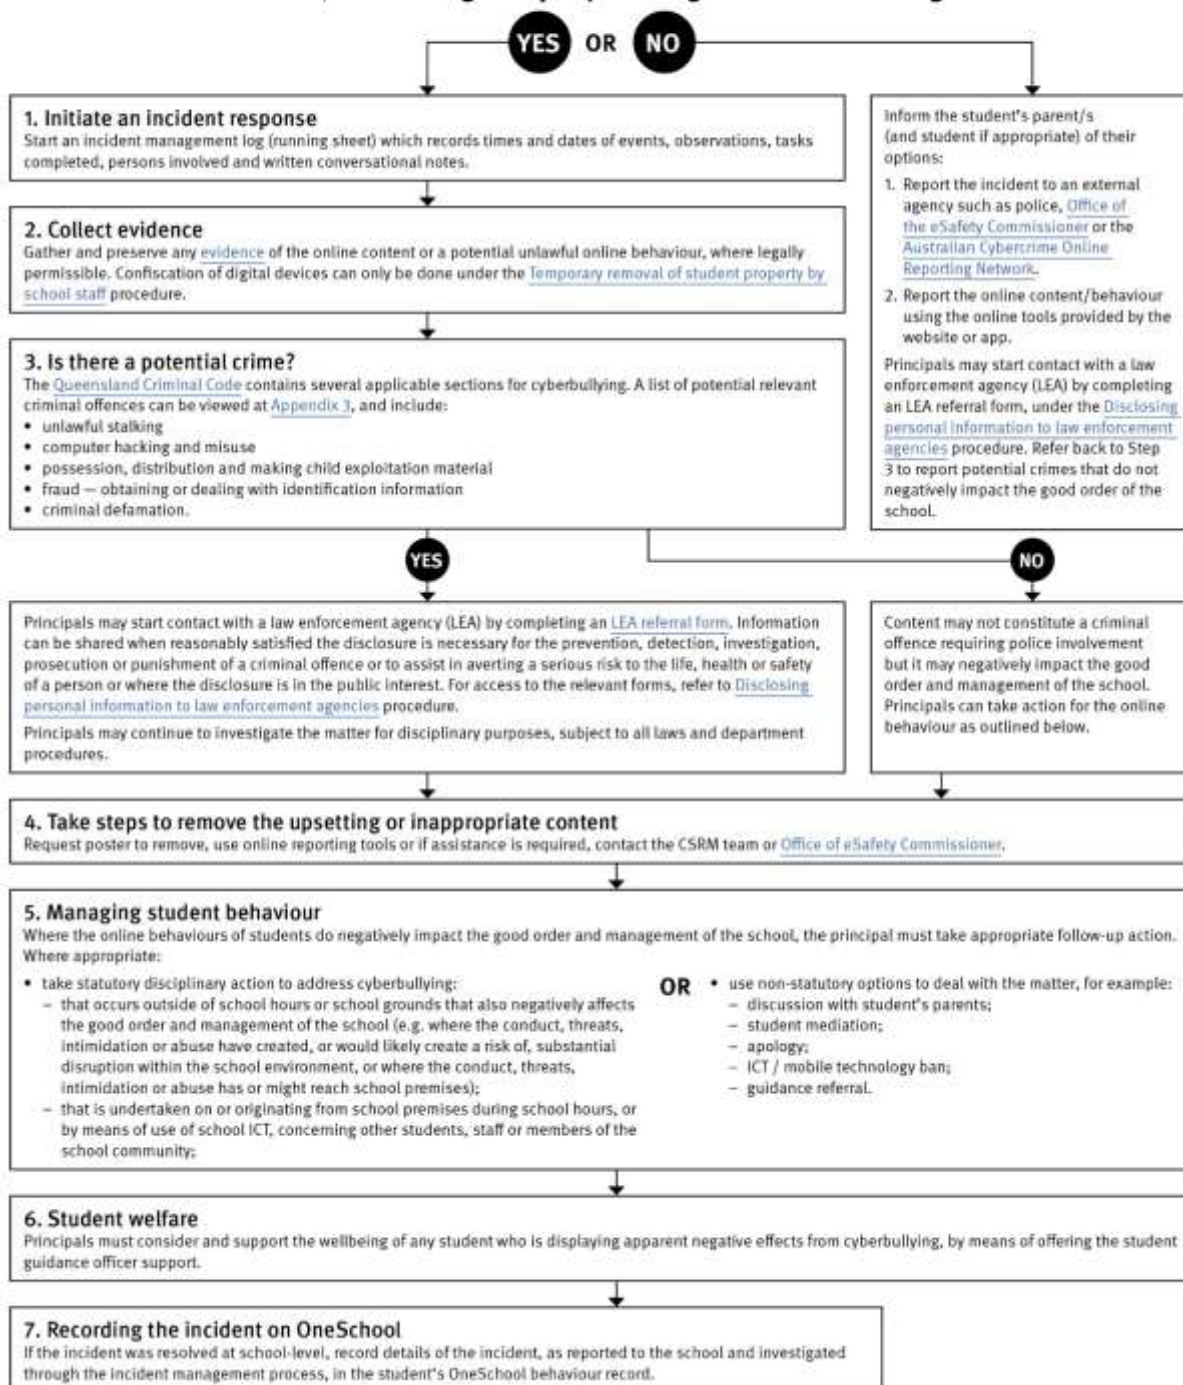 YES OR NO
1. Initiate an incident response
Start an incident management log (running sheet) which records times and dates of events, observations, tasks
completed, persons involved and written conversational notes.
2. Collect evidence
Gather and preserve any evidence of the online content or a potential unlawful online behaviour, where legally
permissible. Confiscation of digital devices can only be done under the Temporary removal of student property by
school staff procedure.
3. Is there a potential crime?
The Queensland Criminal Code contains several applicable sections for cyberbullying. A list of potential relevant
criminal offences can be viewed at Appendix 3, and include:
• unlawful stalking
• computer hacking and misuse
• possession, distribution and making child exploitation material
• fraud — obtaining or dealing with identification information
• criminal defamation.
Inform the student's parent/s
(and student if appropriate) of their
options:
1. Report the incident to an external
agency such as police, Office of
the eSafety Commissioner or the
Australian Cybercrime Online
Reporting Network.
2. Report the online content/behaviour
using the online tools provided by the
website or app.
Principals may start contact with a law
enforcement agency (LEA) by completing
an LEA referral form, under the Disclosing
personal information to law enforcement
agencies procedure. Refer back to Step
3 to report potential crimes that do not
negatively impact the good order of the
school.
YES
NO
Principals may start contact with a law enforcement agency (LEA) by completing an LEA referral form. Information
can be shared when reasonably satisfied the disclosure is necessary for the prevention, detection, investigation,
prosecution or punishment of a criminal offence or to assist in averting a serious risk to the life, health or safety
of a person or where the disclosure is in the public interest. For access to the relevant forms, refer to Disclosing
personal information to law enforcement agencies procedure.
Principals may continue to investigate the matter for disciplinary purposes, subject to all laws and department
procedures.
Content may not constitute a criminal
offence requiring police involvement
but it may negatively impact the good
order and management of the school.
Principals can take action for the online
behaviour as outlined below.
4. Take steps to remove the upsetting or inappropriate content
Request poster to remove, use online reporting tools or if assistance is required, contact the CSRM team or Office of eSafety Commissioner.
5. Managing student behaviour
Where the online behaviours of students do negatively impact the good order and management of the school, the principal must take appropriate follow-up action.
Where appropriate:
• take statutory disciplinary action to address cyberbullying:
– that occurs outside of school hours or school grounds that also negatively affects
the good order and management of the school (e.g. where the conduct, threats,
intimidation or abuse have created, or would likely create a risk of, substantial
disruption within the school environment, or where the conduct, threats,
intimidation or abuse has or might reach school premises);
– that is undertaken on or originating from school premises during school hours, or
by means of use of school ICT, concerning other students, staff or members of the
school community;
OR
• use non-statutory options to deal with the matter, for example:
– discussion with student's parents;
– student mediation;
– apology;
– ICT / mobile technology ban;
– guidance referral.
6. Student welfare
Principals must consider and support the wellbeing of any student who is displaying apparent negative effects from cyberbullying, by means of offering the student
guidance officer support.
7. Recording the incident on OneSchool
If the incident was resolved at school-level, record details of the incident, as reported to the school and investigated
through the incident management process, in the student's OneSchool behaviour record.